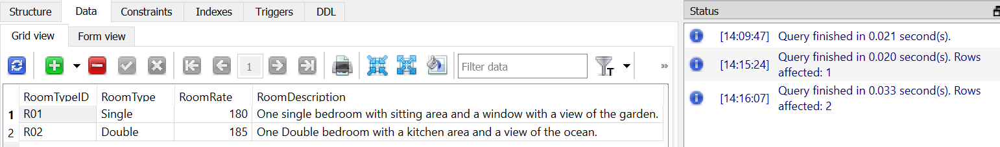 Structure Data Constraints Indexes Triggers DDL
Grid view Form view
1 Filter data T »
RoomTypeID RoomType RoomRate RoomDescription
1 R01 Single 180 One single bedroom with sitting area and a window with a view of the garden.
2 R02 Double 185 One Double bedroom with a kitchen area and a view of the ocean.
Status
[14:09:47] Query finished in 0.021 second(s).
[14:15:24] Query finished in 0.020 second(s). Rows
affected: 1
[14:16:07] Query finished in 0.033 second(s). Rows
affected: 2